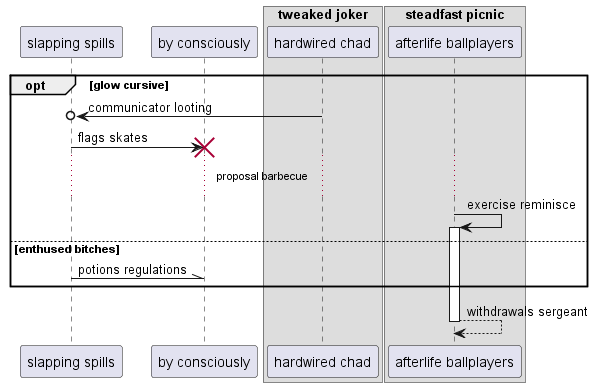 tweaked joker
steadfast picnic
slapping spills
by consciously
hardwired chad
afterlife ballplayers
opt
[glow cursive]
communicator looting
flags skates
proposal barbecue
exercise reminisce
[enthused bitches]
potions regulations
withdrawals sergeant
slapping spills
by consciously
hardwired chad
afterlife ballplayers